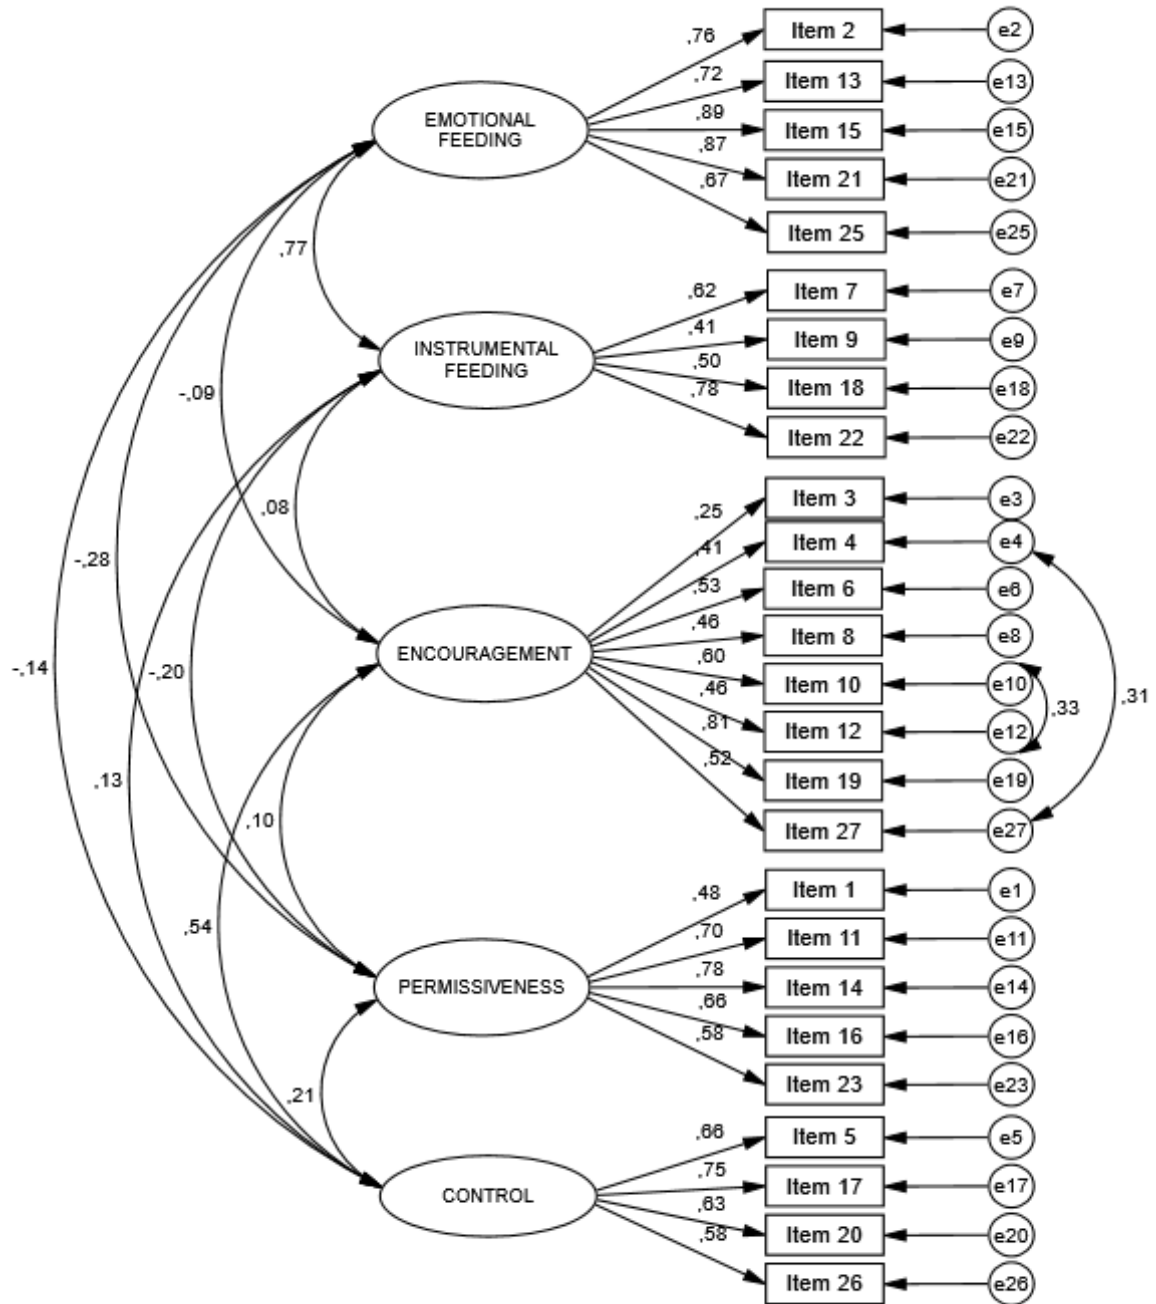 ,76
Item 2
e2
,72
Item 13
e13
EMOTIONAL
FEEDING
,89
Item 15
e15
,87
Item 21
e21
,67
Item 25
e25
,77
,62
Item 7
e7
,41
Item 9
e9
INSTRUMENTAL
FEEDING
,50
Item 18
e18
,78
Item 22
e22
-,09
,08
,25
Item 3
e3
,41
Item 4
e4
-,28
,53
Item 6
e6
,46
Item 8
e8
ENCOURAGEMENT
,60
Item 10
e10
,46
Item 12
e12
,33
,31
-,14
-,20
,81
Item 19
e19
,52
Item 27
e27
,13
,10
,48
Item 1
e1
,54
,70
Item 11
e11
PERMISSIVENESS
,78
Item 14
e14
,66
Item 16
e16
,58
Item 23
e23
,21
,66
Item 5
e5
CONTROL
,75
Item 17
e17
,63
Item 20
e20
,58
Item 26
e26